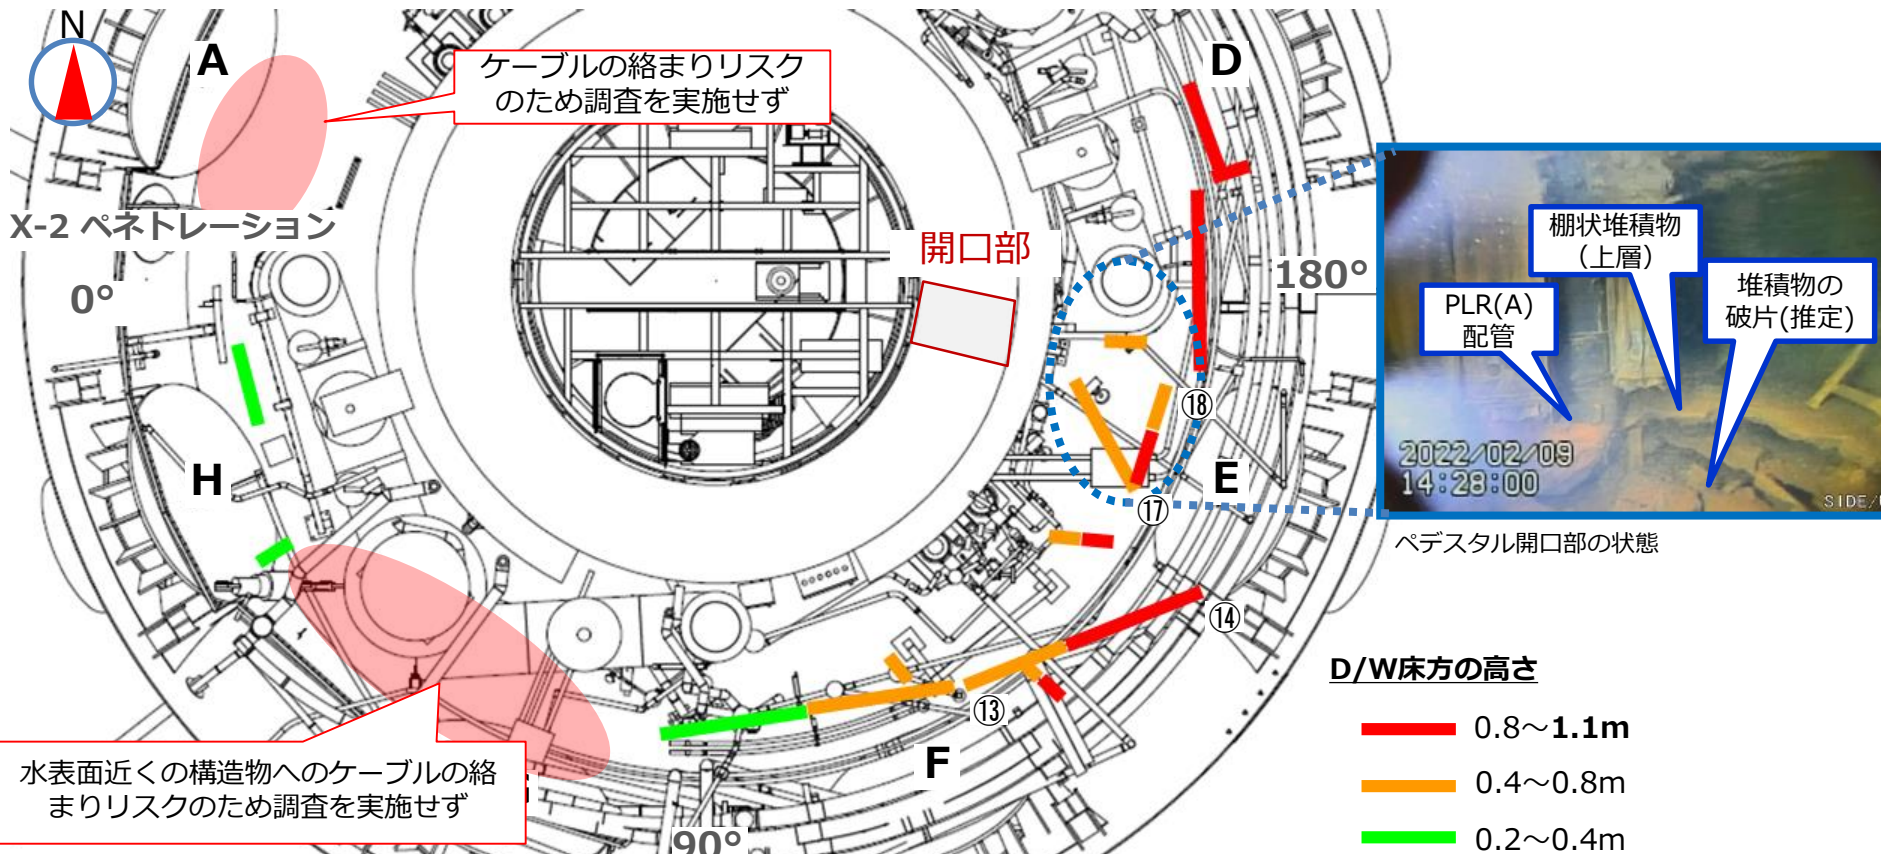 N
A
ケーブルの絡まりリスク
のため調査を実施せず
D
X-2 ペネトレーション
開口部
0°
180°
棚状堆積物
（上層）
堆積物の
破片(推定)
PLR(A)
配管
2022/02/09
14:28:00
SIDE/
ペデスタル開口部の状態
⑱
H
E
⑰
⑭
⑬
F
水表面近くの構造物へのケーブルの絡
まりリスクのため調査を実施せず
90°
D/W床方の高さ
0.8～1.1m
0.4～0.8m
0.2～0.4m